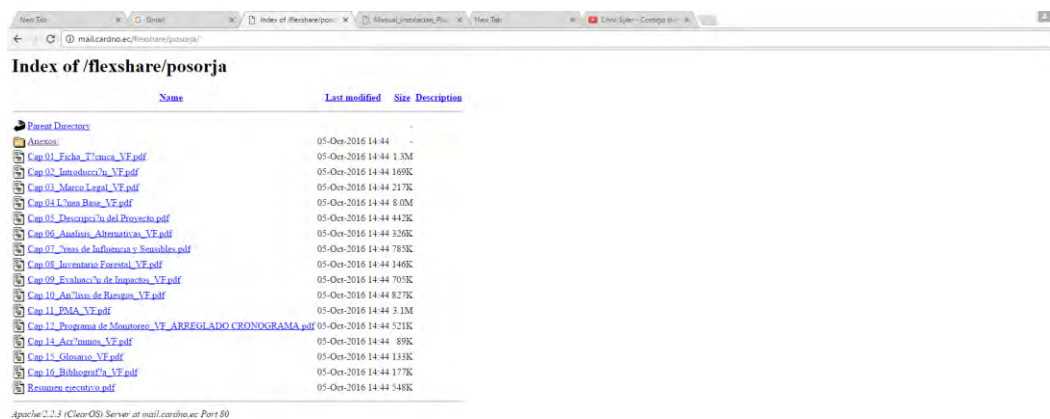 New Tab Gmail Index of /flexshare/posorja Manual_instalacion_Plu New Tab
mail.cardno.ec/flexshare/posorja/
Index of /flexshare/posorja
Name Last modified Size Description
Parent Directory -
Anexos/ 05-Oct-2016 14:44 -
Cap 01_Ficha_T?cnica_VF.pdf 05-Oct-2016 14:44 1.3M
Cap 02_Introducci?n_VF.pdf 05-Oct-2016 14:44 169K
Cap 03_Marco Legal_VF.pdf 05-Oct-2016 14:44 217K
Cap 04 L?nea Base_VF.pdf 05-Oct-2016 14:44 8.0M
Cap 05_Descripci?n del Proyecto.pdf 05-Oct-2016 14:44 442K
Cap 06_Analisis_Alternativas_VF.pdf 05-Oct-2016 14:44 326K
Cap 07_?reas de Influencia y Sensibles.pdf 05-Oct-2016 14:44 785K
Cap 08_Inventario Forestal_VF.pdf 05-Oct-2016 14:44 146K
Cap 09_Evaluaci?n de Impactos_VF.pdf 05-Oct-2016 14:44 705K
Cap 10_An?lisis de Riesgos_VF.pdf 05-Oct-2016 14:44 827K
Cap 11_PMA_VF.pdf 05-Oct-2016 14:44 3.1M
Cap 12_Programa de Monitoreo_VF_ARREGLADO CRONOGRAMA.pdf 05-Oct-2016 14:44 521K
Cap 14_Acr?nimos_VF.pdf 05-Oct-2016 14:44 89K
Cap 15_Glosario_VF.pdf 05-Oct-2016 14:44 133K
Cap 16_Bibliograf?a_VF.pdf 05-Oct-2016 14:44 177K
Resumen ejecutivo.pdf 05-Oct-2016 14:44 548K
Apache/2.2.3 (ClearOS) Server at mail.cardno.ec Port 80